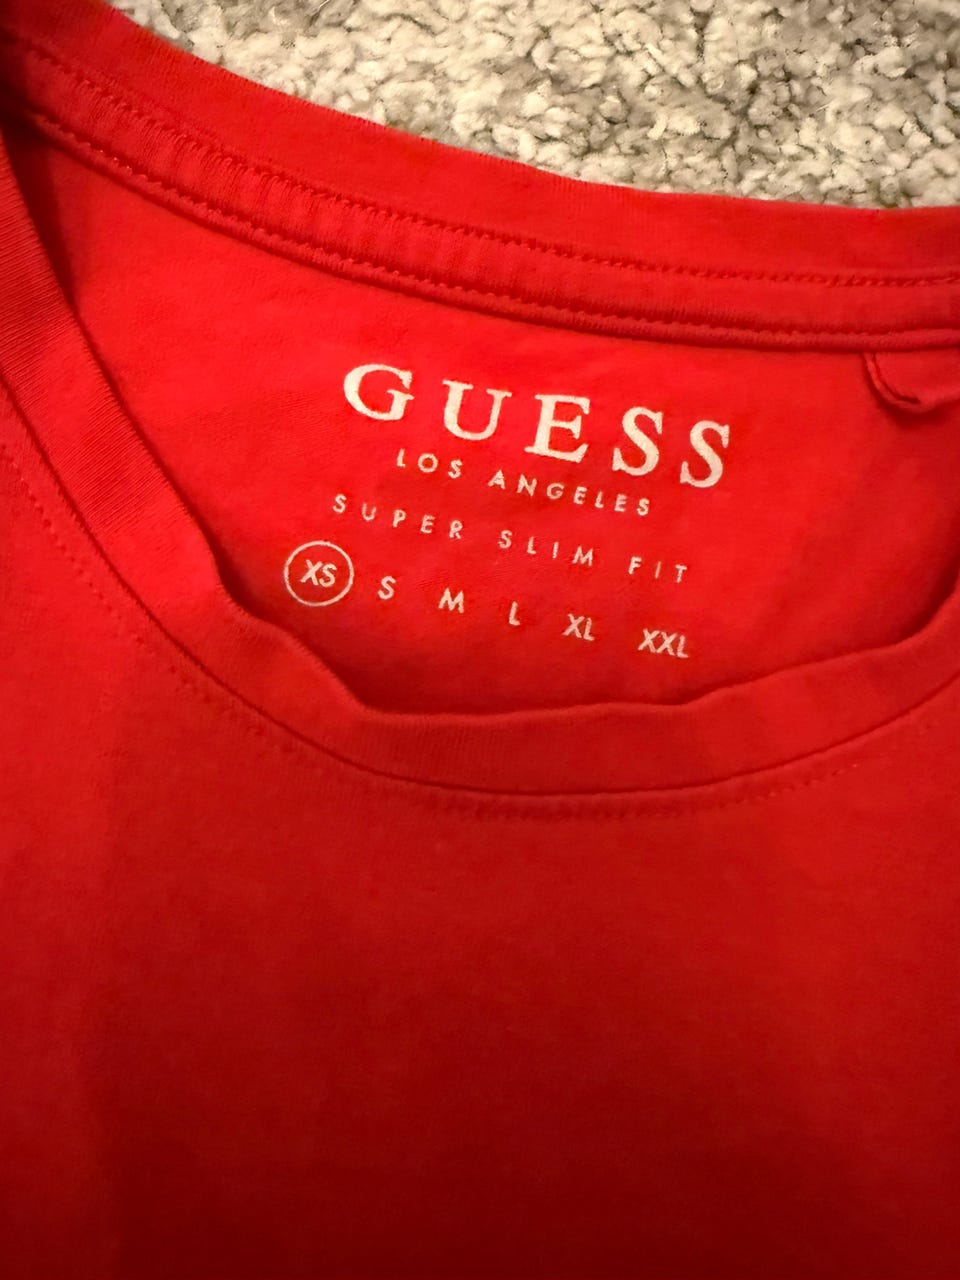 GUESS
LOS ANGELES
SUPER SLIM FIT
XS S M L XL XXL